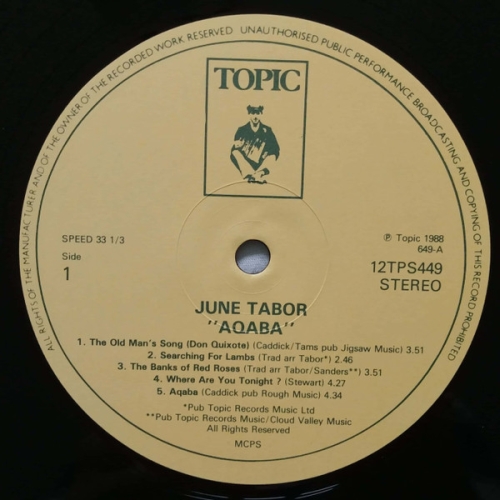 ALL RIGHTS OF THE MANUFACTURER AND OF THE OWNER OF THE RECORDED WORK RESERVED UNAUTHORISED PUBLIC PERFORMANCE BROADCASTING AND COPYING OF THIS RECORD PROHIBITED
TOPIC
SPEED 33 1/3
Side
1
℗ Topic 1988
649-A
12TPS449
STEREO
JUNE TABOR
"AQABA"
1. The Old Man's Song (Don Quixote) (Caddick/Tams pub Jigsaw Music) 3.51
2. Searching For Lambs (Trad arr Tabor*) 2.46
3. The Banks of Red Roses (Trad arr Tabor/Sanders**) 3.51
4. Where Are You Tonight ? (Stewart) 4.27
5. Aqaba (Caddick pub Rough Music) 4.34
*Pub Topic Records Music Ltd
**Pub Topic Records Music/Cloud Valley Music
All Rights Reserved
MCPS